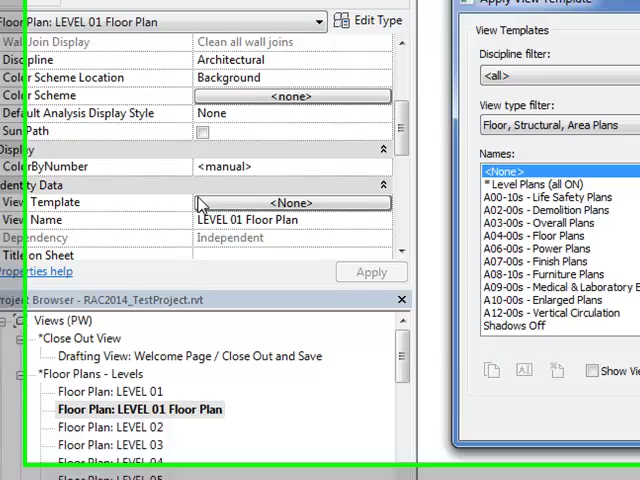 Floor Plan: LEVEL 01 Floor Plan
Edit Type
Wall Join Display Clean all wall joins
Discipline Architectural
Color Scheme Location Background
Color Scheme <none>
Default Analysis Display Style None
Sun Path
Display
ColorByNumber <manual>
Identity Data
View Template <None>
View Name LEVEL 01 Floor Plan
Dependency Independent
Title on Sheet
Properties help
Apply
Project Browser - RAC2014_TestProject.rvt
Views (PW)
*Close Out View
Drafting View: Welcome Page / Close Out and Save
*Floor Plans - Levels
Floor Plan: LEVEL 01
Floor Plan: LEVEL 01 Floor Plan
Floor Plan: LEVEL 02
Floor Plan: LEVEL 03
Floor Plan: LEVEL 04
Apply View Template
View Templates
Discipline filter:
<all>
View type filter:
Floor, Structural, Area Plans
Names:
<None>
* Level Plans (all ON)
A00-10s - Life Safety Plans
A02-00s - Demolition Plans
A03-00s - Overall Plans
A04-00s - Floor Plans
A06-00s - Power Plans
A07-00s - Finish Plans
A08-10s - Furniture Plans
A09-00s - Medical & Laboratory E
A10-00s - Enlarged Plans
A12-00s - Vertical Circulation
Shadows Off
Show Vie